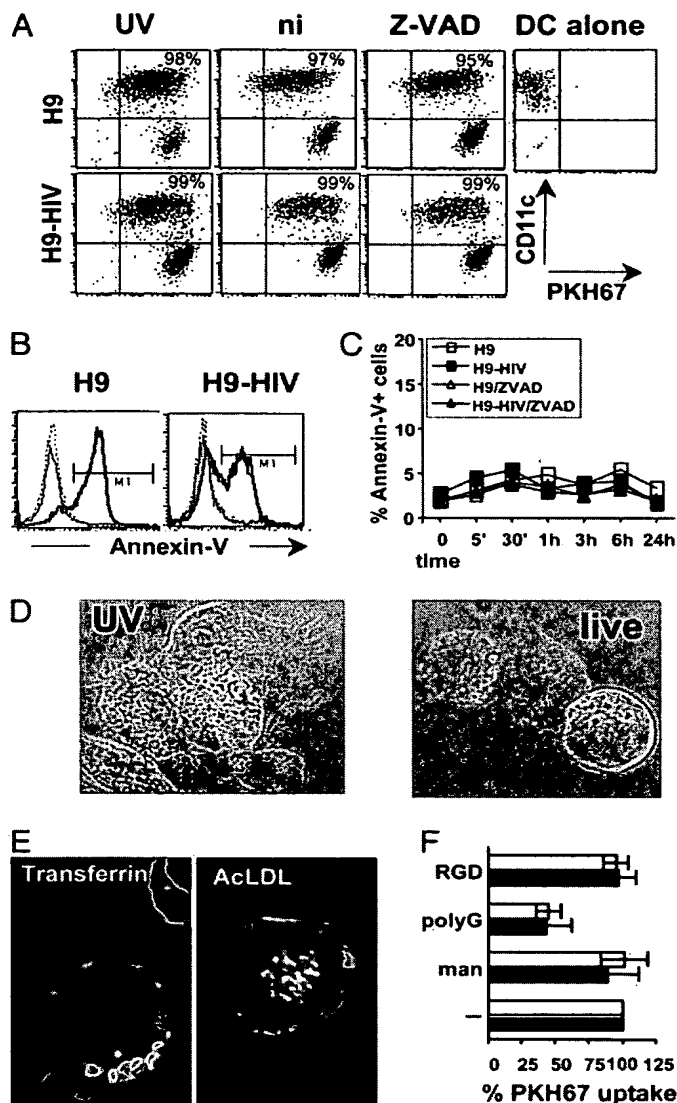 A
UV ni Z-VAD DC alone
98% 97% 95%
H9
99% 99% 99%
H9-HIV
CD11c
PKH67
B
H9 H9-HIV
M1 M1
Annexin-V
C
20
15
10
5
0
% Annexin-V+ cells
H9
H9-HIV
H9/ZVAD
H9-HIV/ZVAD
0 5' 30' 1h 3h 6h 24h
time
D
UV live
E
Transferrin AcLDL
F
RGD
polyG
man
–
0 25 50 75 100 125
% PKH67 uptake